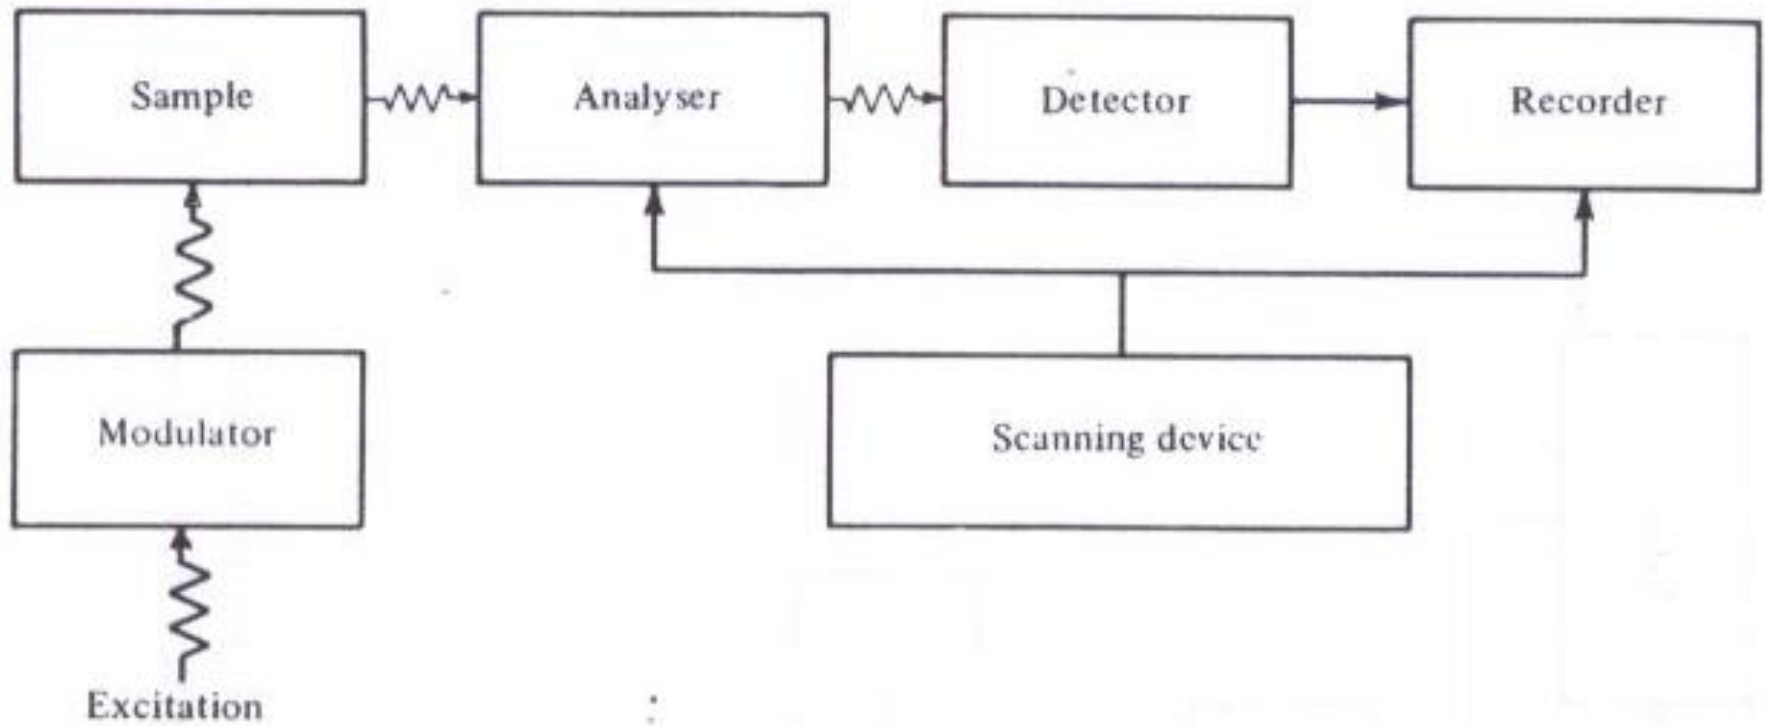 Sample
Analyser
Detector
Recorder
Modulator
Scanning device
Excitation